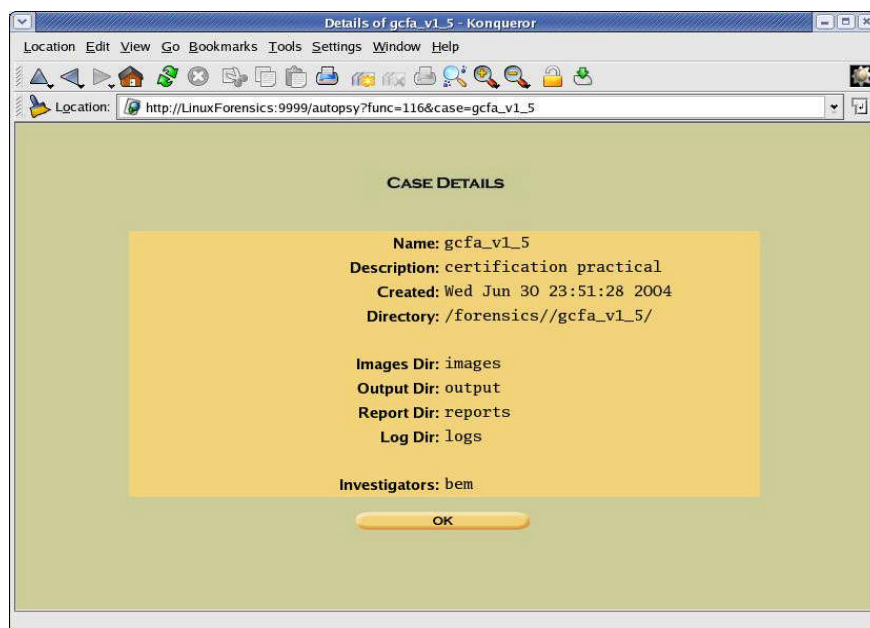 Details of gcfa_v1_5 - Konqueror
Location Edit View Go Bookmarks Tools Settings Window Help
Location: http://LinuxForensics:9999/autopsy?func=116&case=gcfa_v1_5
CASE DETAILS
Name: gcfa_v1_5
Description: certification practical
Created: Wed Jun 30 23:51:28 2004
Directory: /forensics//gcfa_v1_5/
Images Dir: images
Output Dir: output
Report Dir: reports
Log Dir: logs
Investigators: bem
OK